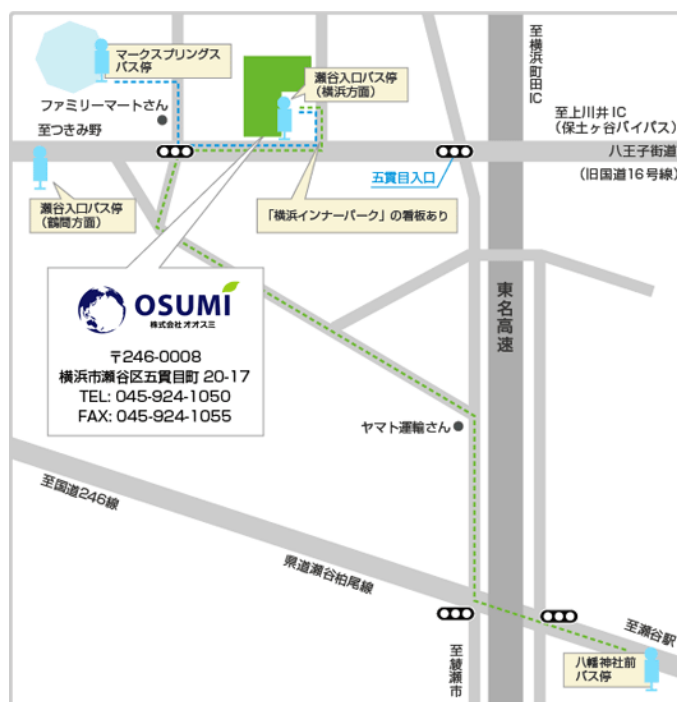 マークスプリングス
バス停
瀬谷入口バス停
(横浜方面)
至横浜町田IC
ファミリーマートさん
至上川井IC
(保土ヶ谷バイパス)
至つきみ野
八王子街道
五貫目入口
(旧国道16号線)
瀬谷入口バス停
(鶴間方面)
「横浜インナーパーク」の看板あり
OSUMI
株式会社オオスミ
〒246-0008
横浜市瀬谷区五貫目町20-17
TEL: 045-924-1050
FAX: 045-924-1055
東名高速
ヤマト運輸さん
至国道246線
県道瀬谷柏尾線
至瀬谷駅
至綾瀬市
八幡神社前
バス停